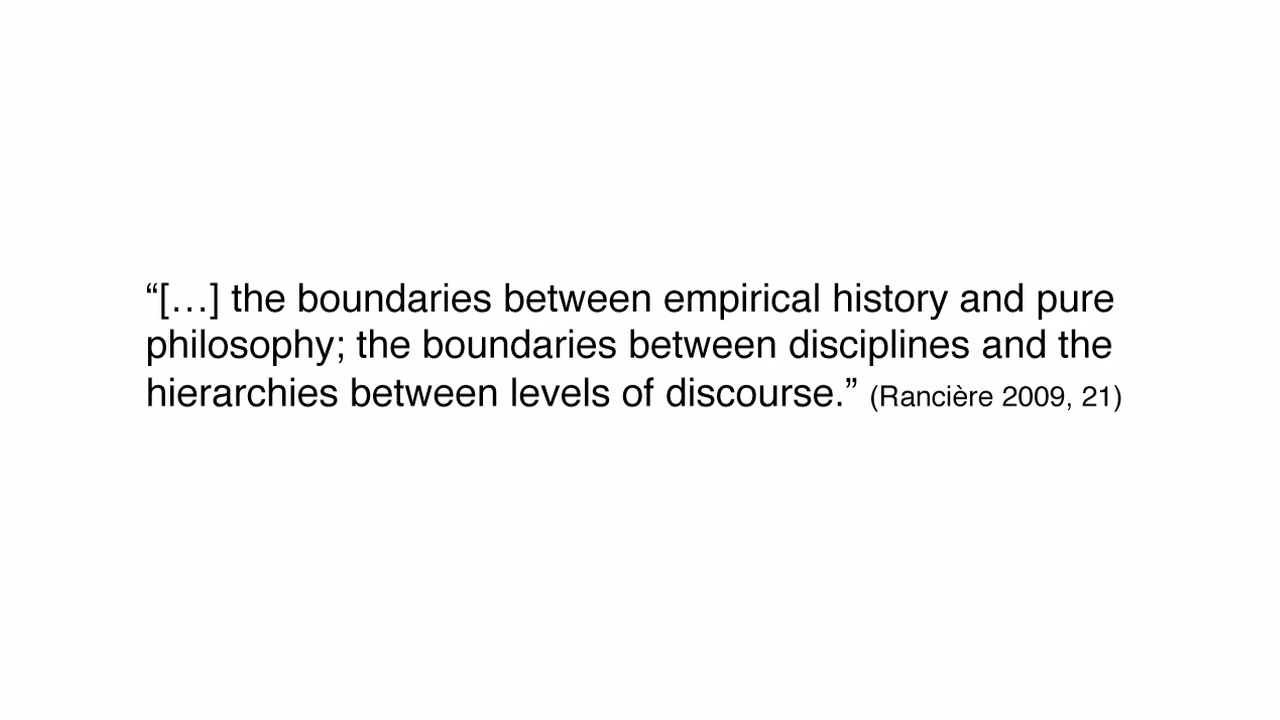 “[…] the boundaries between empirical history and pure
philosophy; the boundaries between disciplines and the
hierarchies between levels of discourse.” (Rancière 2009, 21)